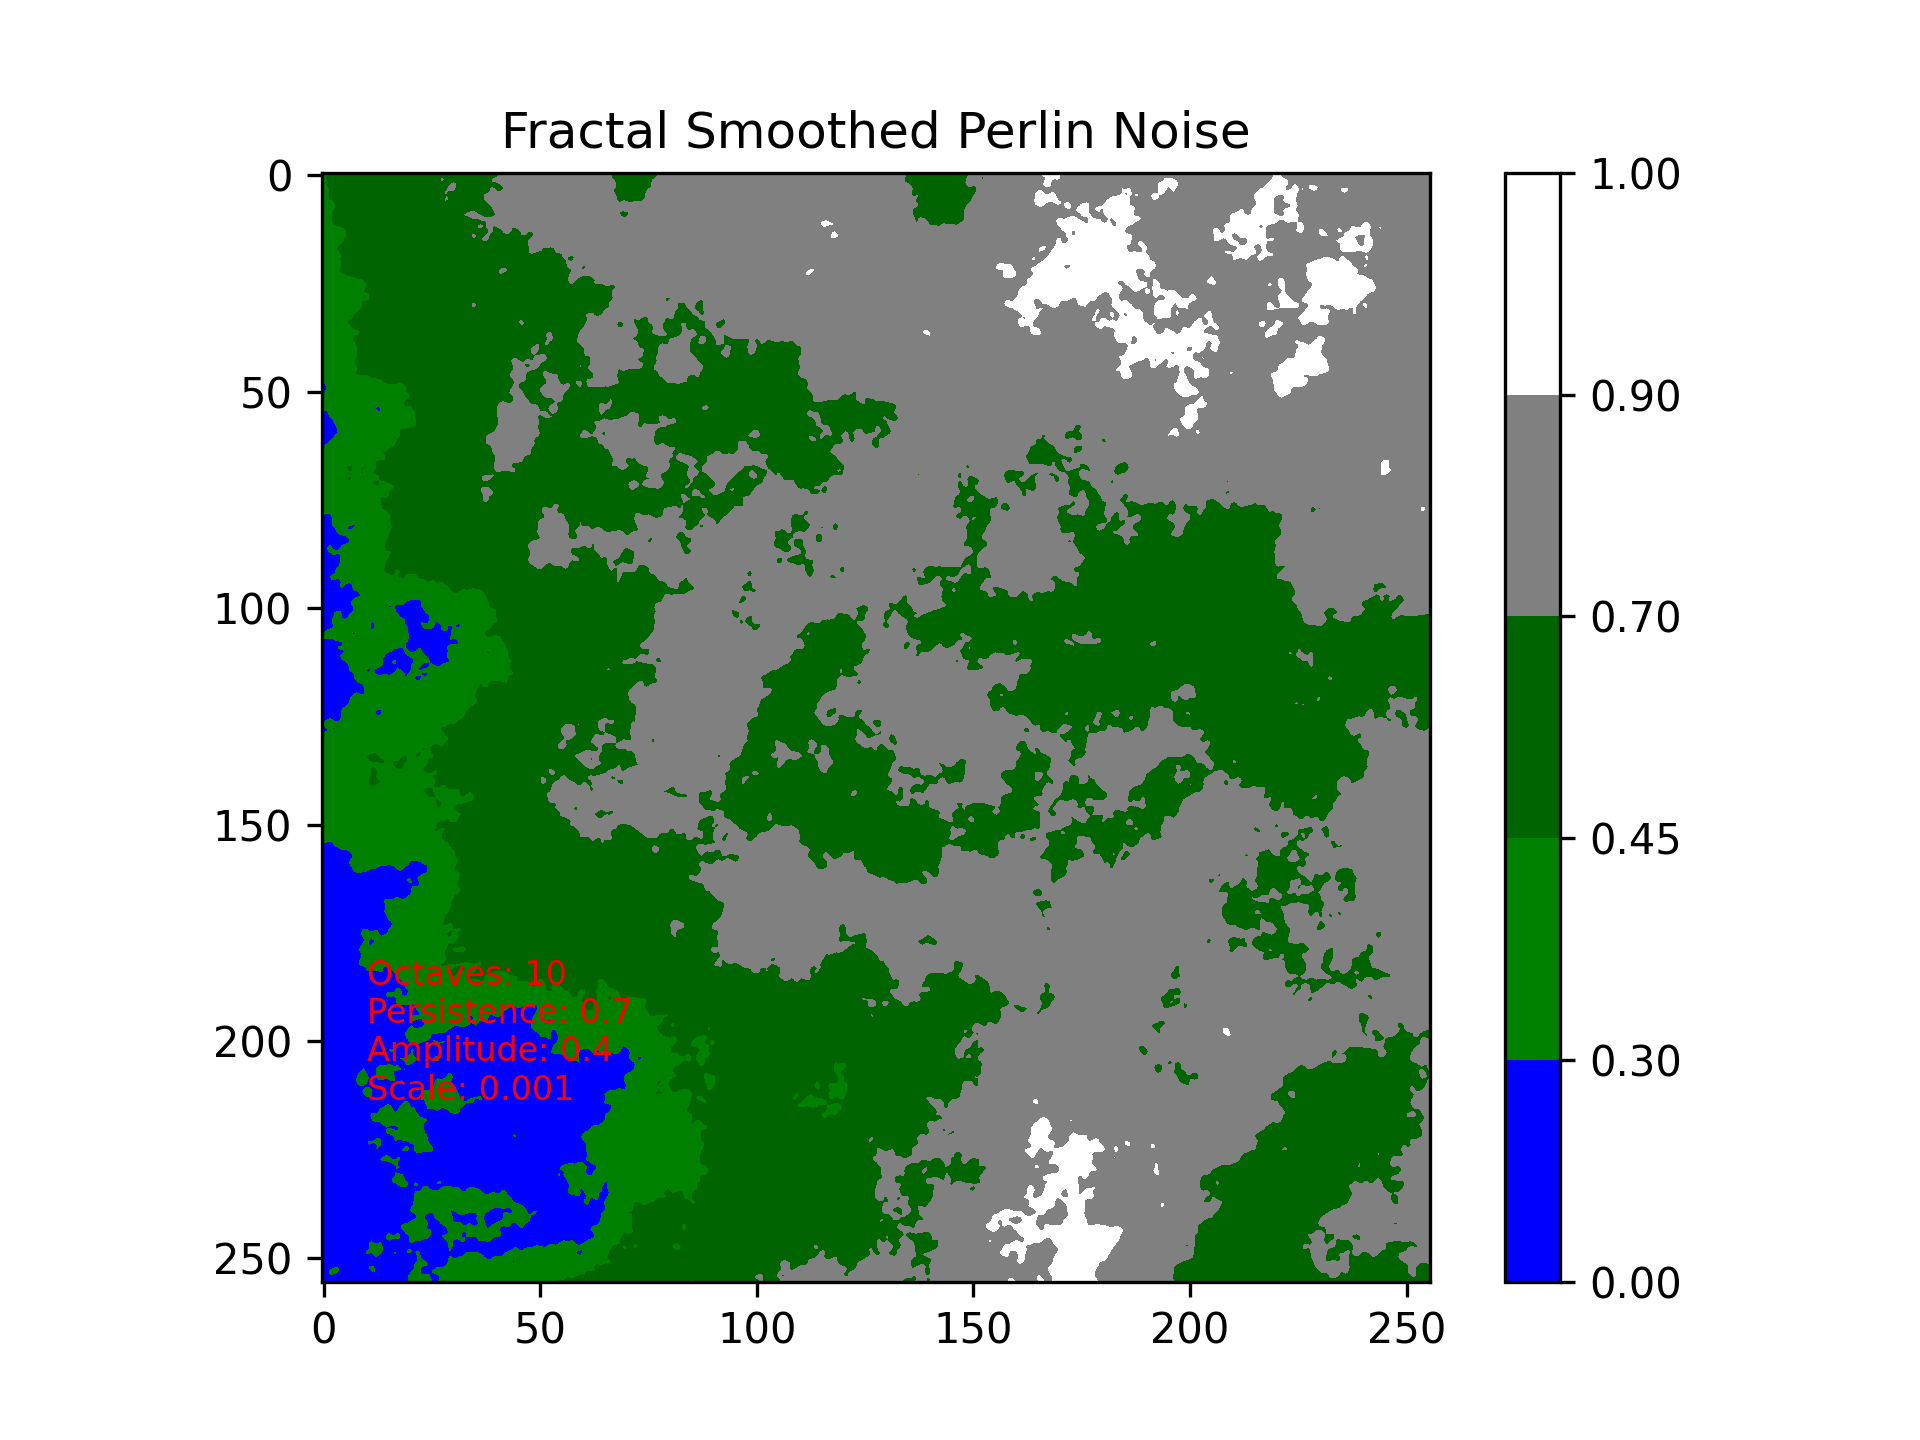 Fractal Smoothed Perlin Noise
0
50
100
150
200
250
Octaves: 10
Persistence: 0.7
Amplitude: 0.4
Scale: 0.001
0 50 100 150 200 250
1.00
0.90
0.70
0.45
0.30
0.00